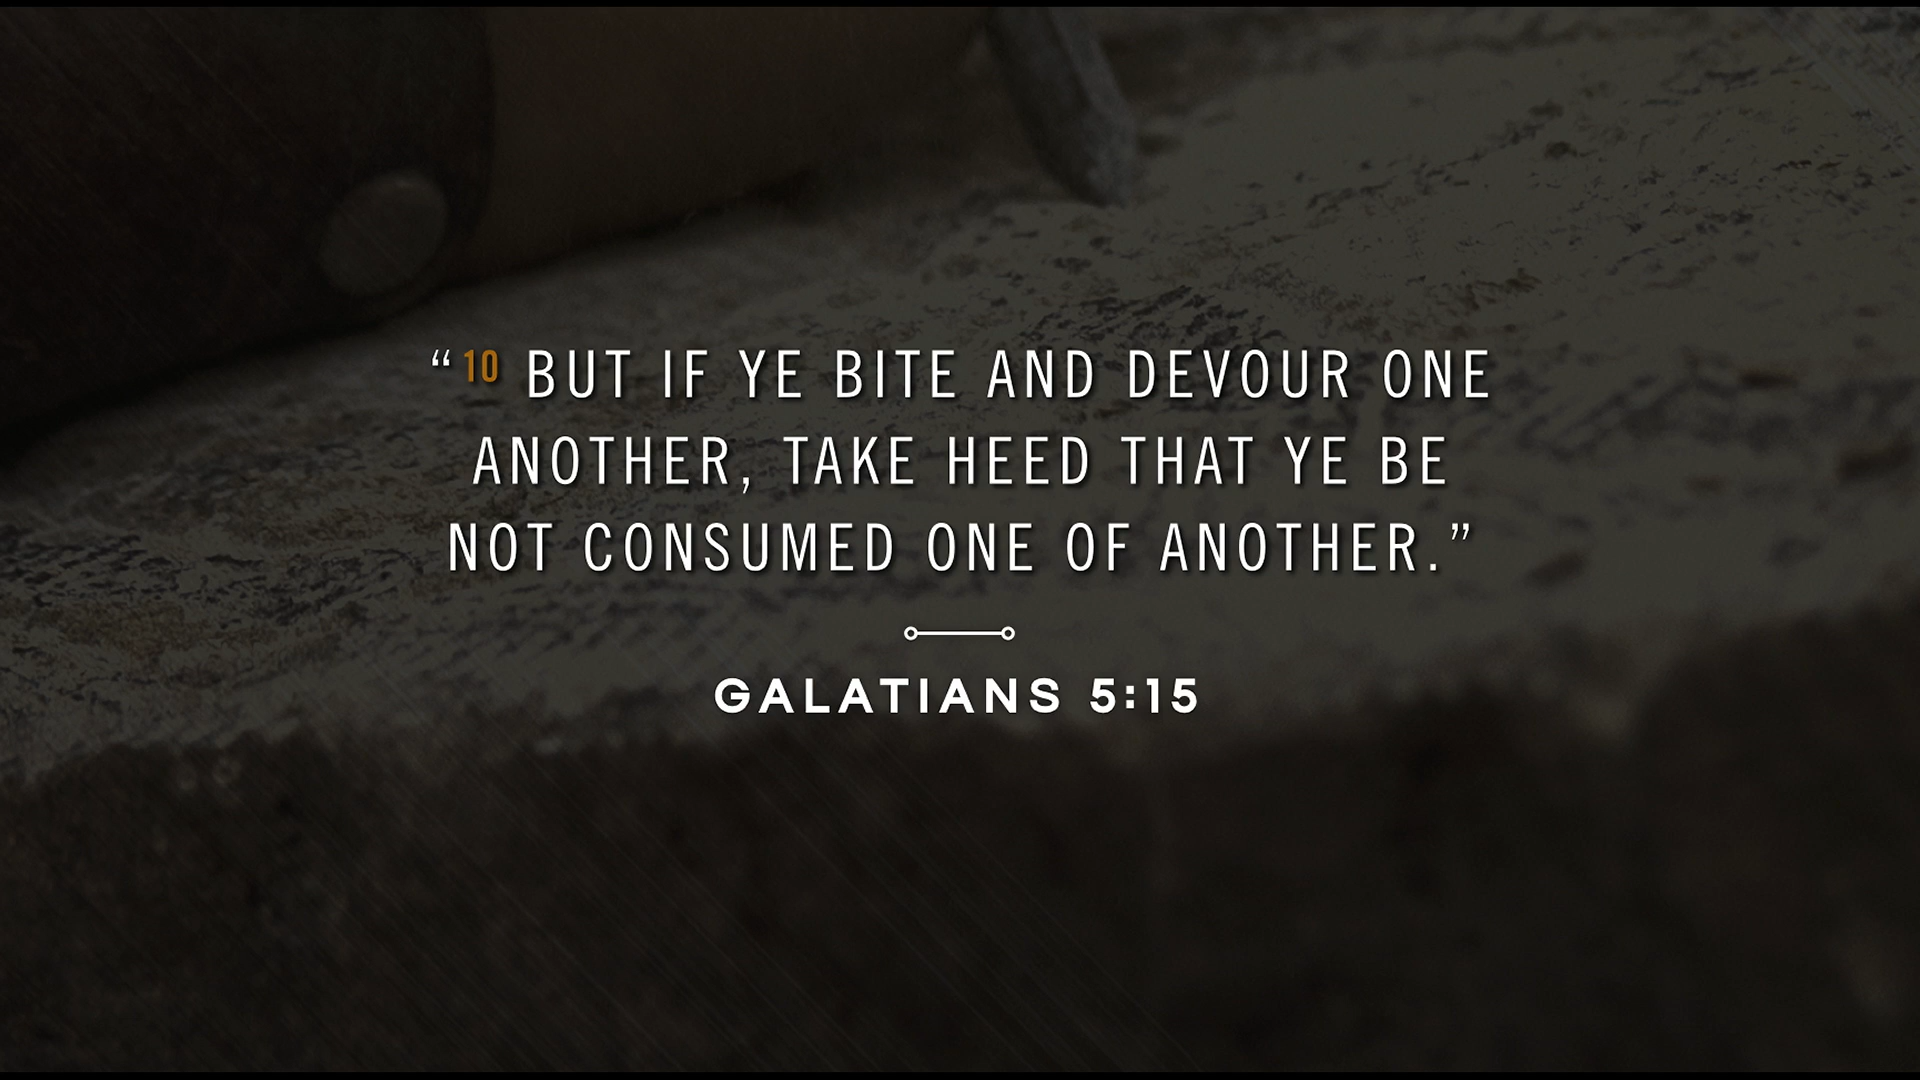 “10 BUT IF YE BITE AND DEVOUR ONE
ANOTHER, TAKE HEED THAT YE BE
NOT CONSUMED ONE OF ANOTHER.”
GALATIANS 5:15